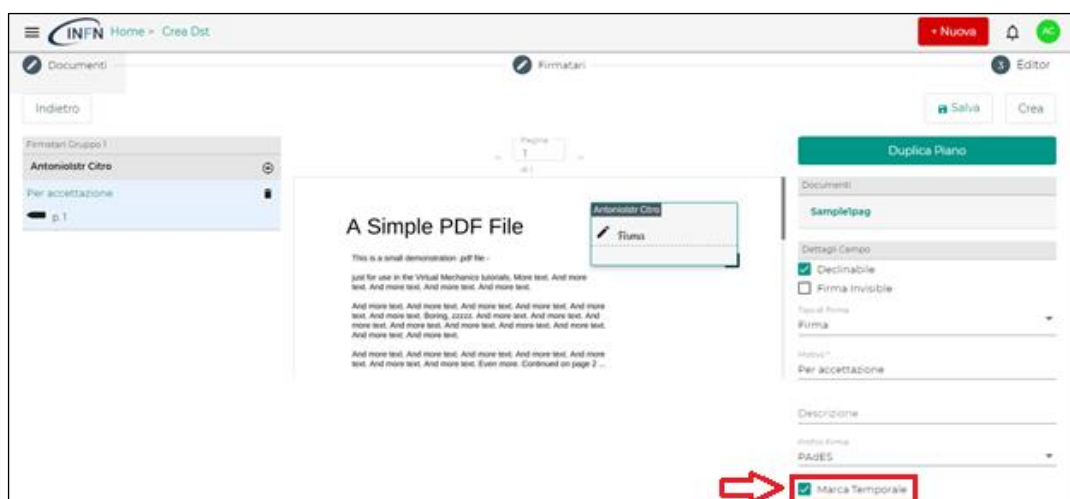 INFN Home > Crea Dst
+ Nuova
AC
Documenti
Firmatari
3 Editor
Indietro
Salva
Crea
Firmatari Gruppo 1
Antoniolstr Citro
Per accettazione
p.1
Pagina
1
di 1
A Simple PDF File
This is a small demonstration .pdf file -
just for use in the Virtual Mechanics tutorials. More text. And more
text. And more text. And more text. And more text.
And more text. And more text. And more text. And more text. And more
text. And more text. Boring, zzzzz. And more text. And more text. And
more text. And more text. And more text. And more text. And more text.
And more text. And more text.
And more text. And more text. And more text. And more text. And more
text. And more text. And more text. Even more. Continued on page 2 ...
Antoniolstr Citro
Firma
Duplica Piano
Documenti
Sample1pag
Dettagli Campo
Declinabile
Firma Invisible
Tipo di Firma
Firma
Motivo *
Per accettazione
Descrizione
Profilo Firma
PAdES
Marca Temporale